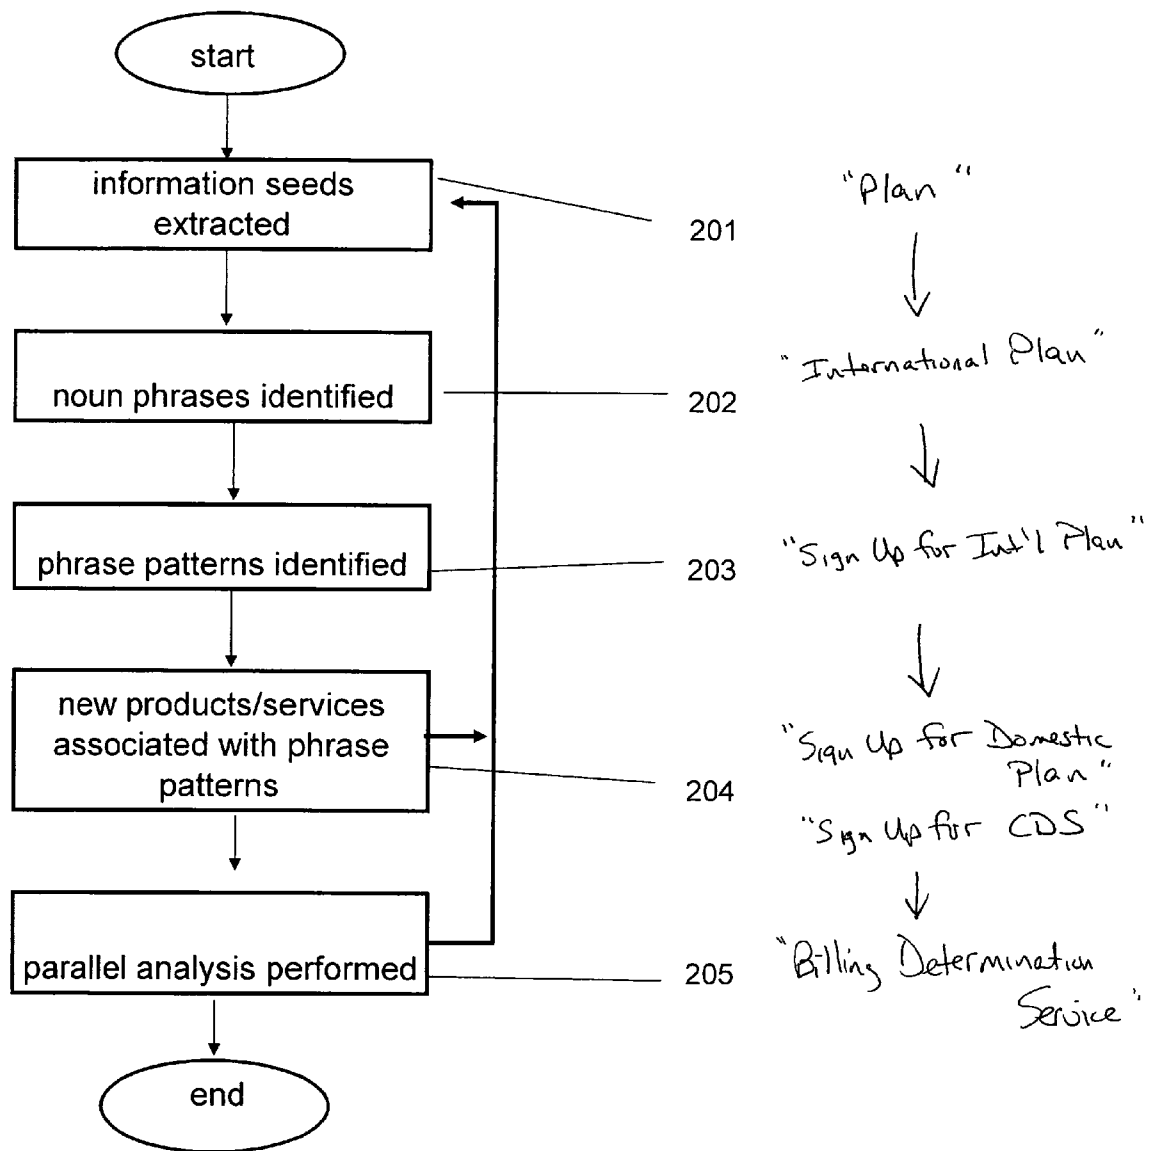 start
information seeds
extracted
201
"Plan"
noun phrases identified
202
"International Plan"
phrase patterns identified
203
"Sign Up for Int'l Plan"
new products/services
associated with phrase
patterns
204
"Sign Up for Domestic
Plan"
"Sign Up for CDS"
parallel analysis performed
205
"Billing Determination
Service"
end